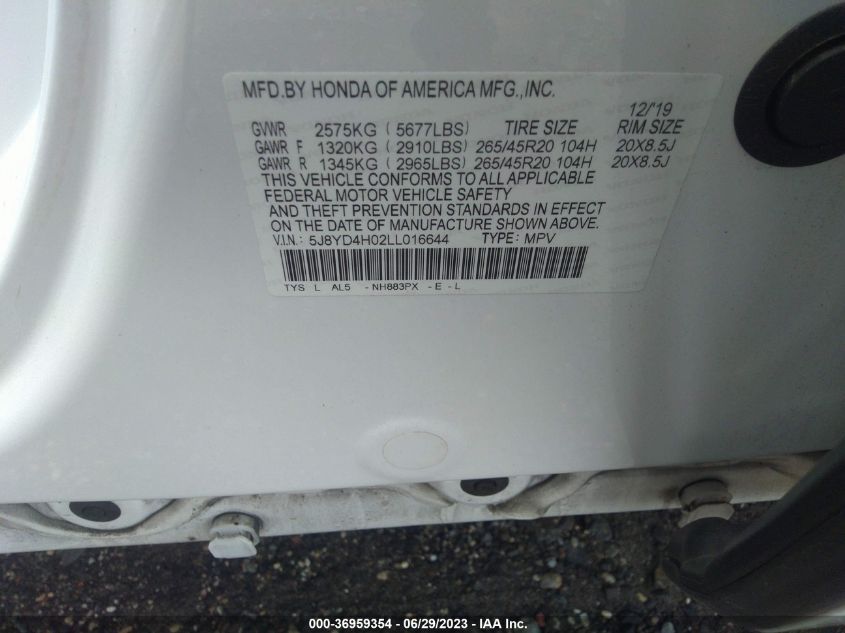 MFD.BY HONDA OF AMERICA MFG.,INC.
12/'19
GVWR 2575KG ( 5677LBS) TIRE SIZE RIM SIZE
GAWR F 1320KG ( 2910LBS) 265/45R20 104H 20X8.5J
GAWR R 1345KG ( 2965LBS) 265/45R20 104H 20X8.5J
THIS VEHICLE CONFORMS TO ALL APPLICABLE
FEDERAL MOTOR VEHICLE SAFETY
AND THEFT PREVENTION STANDARDS IN EFFECT
ON THE DATE OF MANUFACTURE SHOWN ABOVE.
V.I.N.: 5J8YD4H02LL016644 TYPE: MPV
TYS L AL5 -NH883PX -E-L
000-36959354 - 06/29/2023 - IAA Inc.